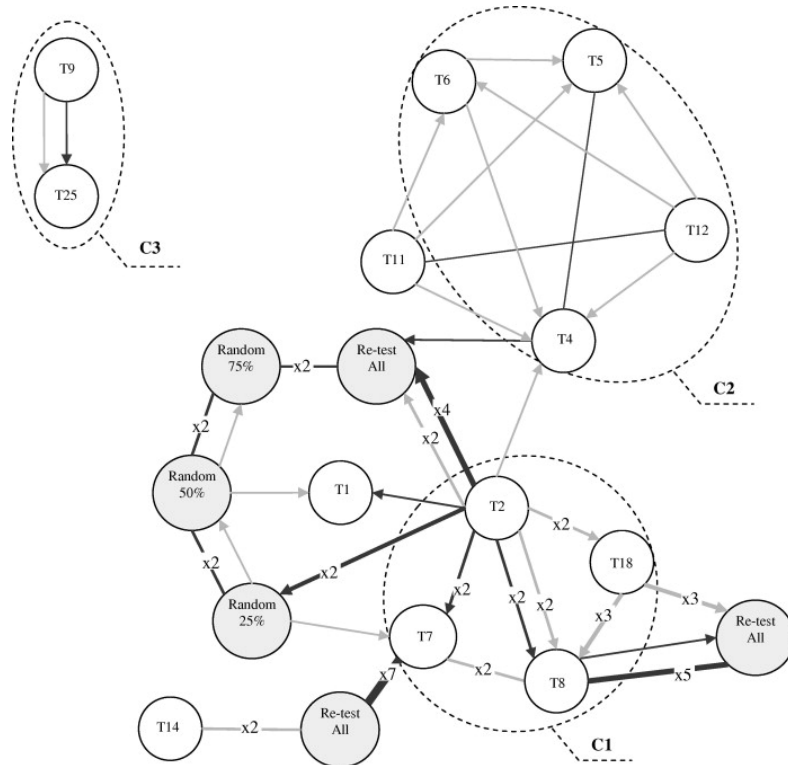 T9
T25
C3
T6
T5
T12
T11
T4
C2
Random
75%
x2
Re-test
All
x4
x2
x2
Random
50%
T1
T2
x2
T18
x2
x2
Random
25%
x2
x2
x2
x3
x3
Re-test
All
T7
x2
T8
x5
x7
T14
x2
Re-test
All
C1